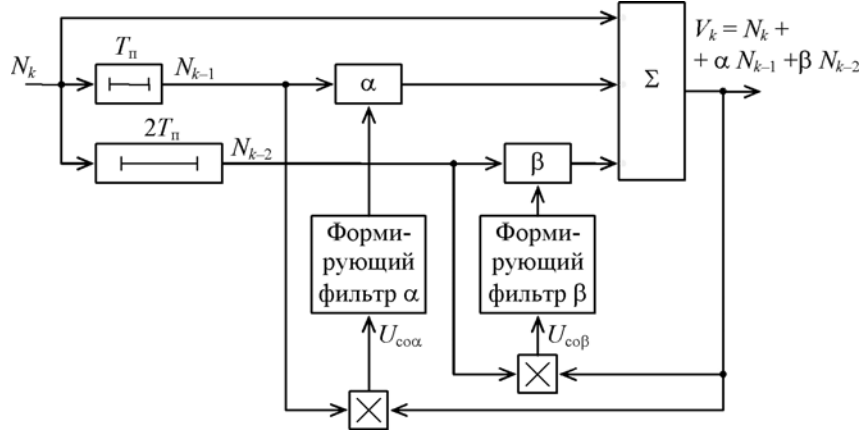 V_k = N_k +
+ α N_{k–1} +β N_{k–2}
T_п
N_k
N_{k–1}
α
Σ
2T_п
N_{k–2}
β
Форми-
рующий
фильтр α
Форми-
рующий
фильтр β
U_{соα}
U_{соβ}